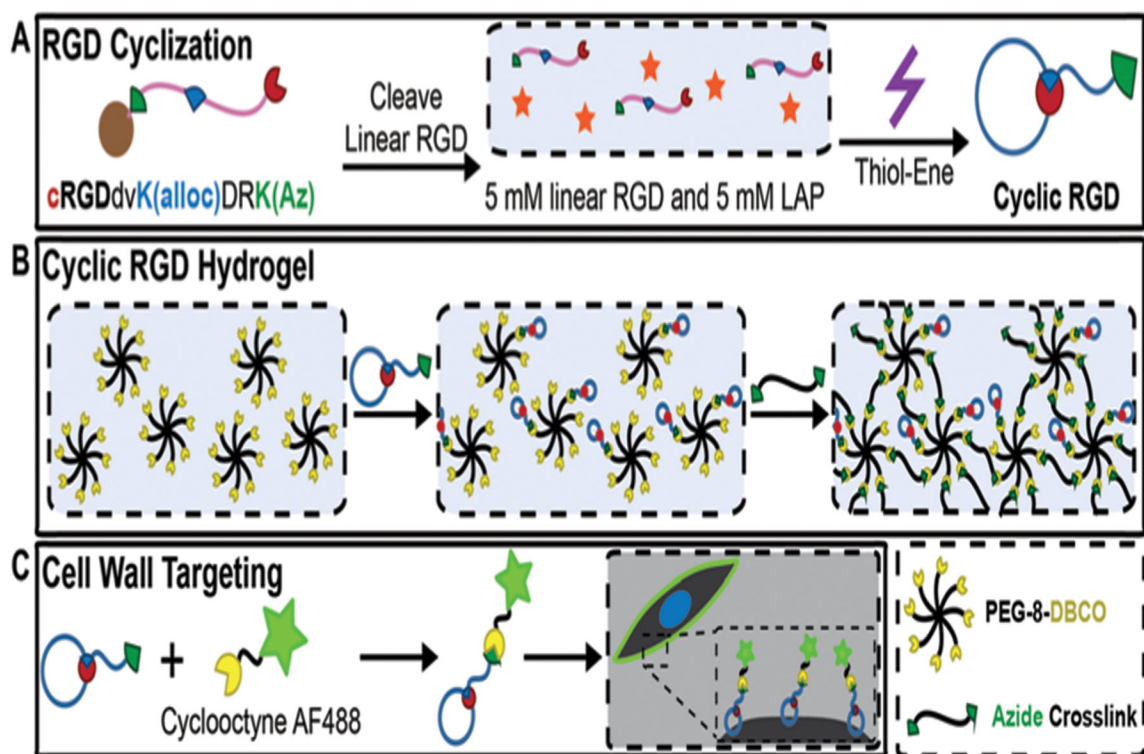 A RGD Cyclization
cRGDdvK(alloc)DRK(Az)
Cleave
Linear RGD
5 mM linear RGD and 5 mM LAP
Thiol-Ene
Cyclic RGD
B Cyclic RGD Hydrogel
C Cell Wall Targeting
+
Cyclooctyne AF488
PEG-8-DBCO
Azide Crosslink